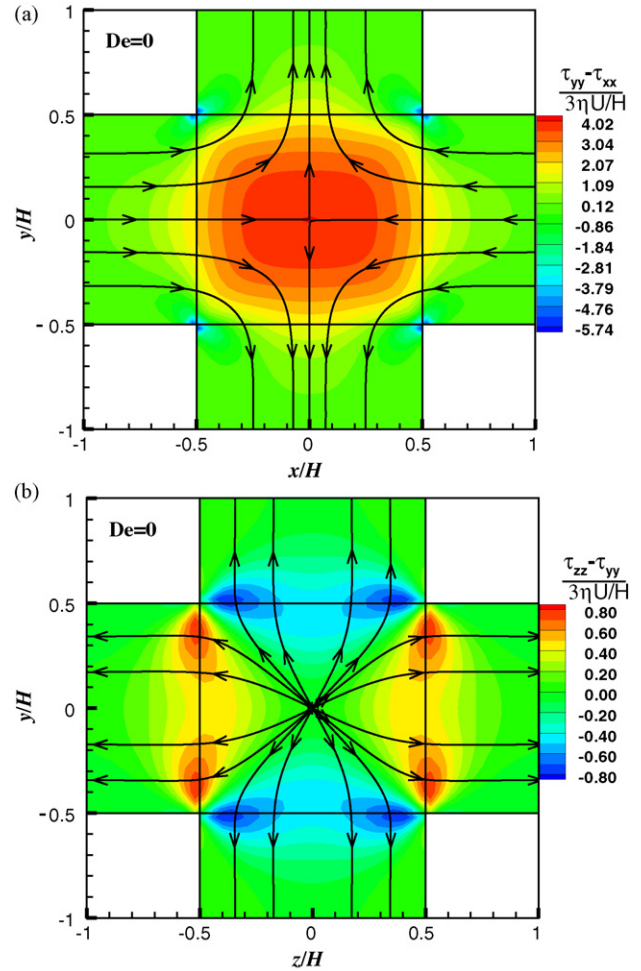 (a)
De=0
τyy-τxx
3ηU/H
4.02
3.04
2.07
1.09
0.12
-0.86
-1.84
-2.81
-3.79
-4.76
-5.74
y/H
1
0.5
0
- 0.5
-1
-1 -0.5 0 0.5 1
x/H
(b)
De=0
τzz-τyy
3ηU/H
0.80
0.60
0.40
0.20
0.00
-0.20
-0.40
-0.60
-0.80
y/H
1
0.5
0
-0.5
-1
-1 -0.5 0 0.5 1
z/H